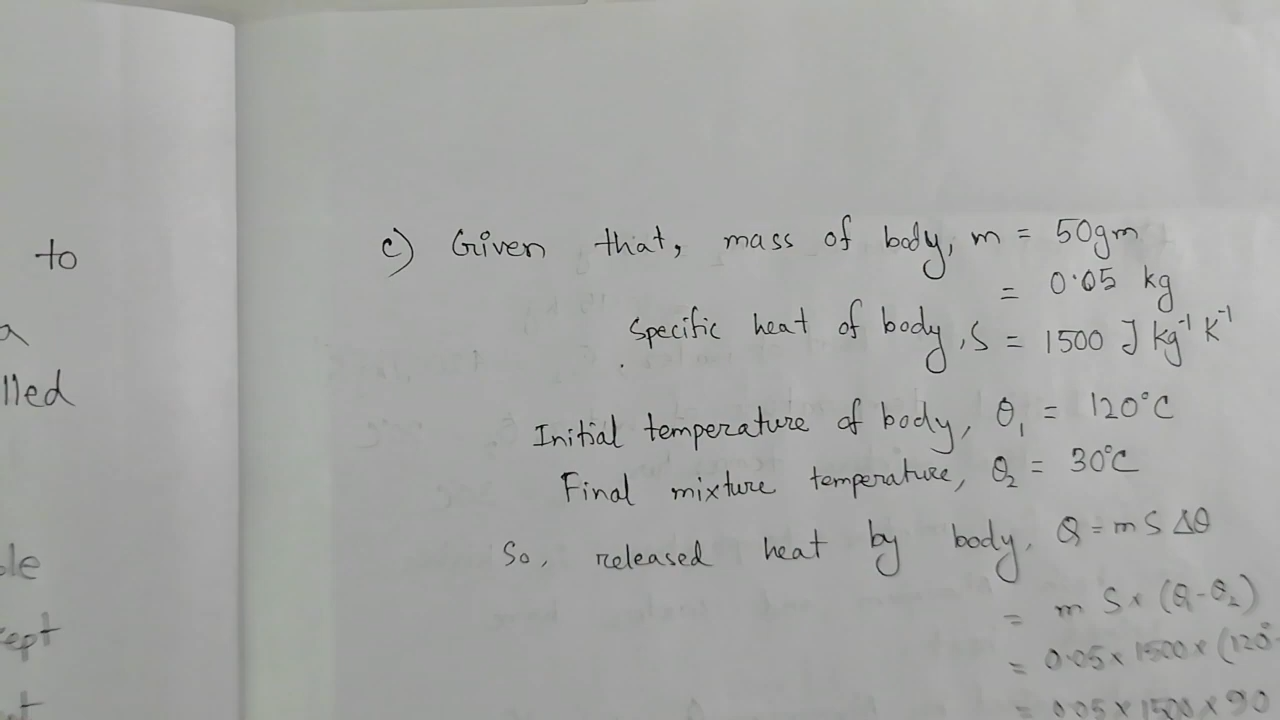 to
lled
c) Given that, mass of body, m = 50gm
= 0.05 kg
Specific heat of body, S = 1500 J kg⁻¹ K⁻¹
Initial temperature of body, θ₁ = 120°C
Final mixture temperature, θ₂ = 30°C
So, released heat by body, Q = m S Δθ
= m S × (θ₁-θ₂)
= 0.05 × 1500 × (120°
= 0.05 × 1500 × 90